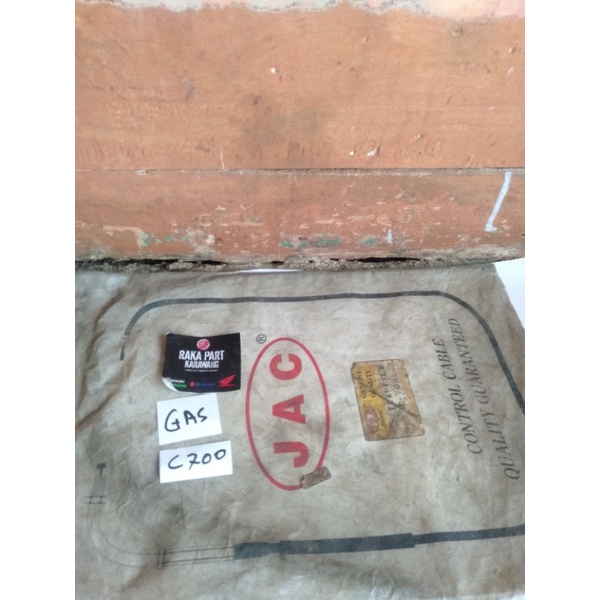 RAKA PART
KARAWANG
GAS
C700
JAC
®
CONTROL CABLE
QUALITY GUARANTEED